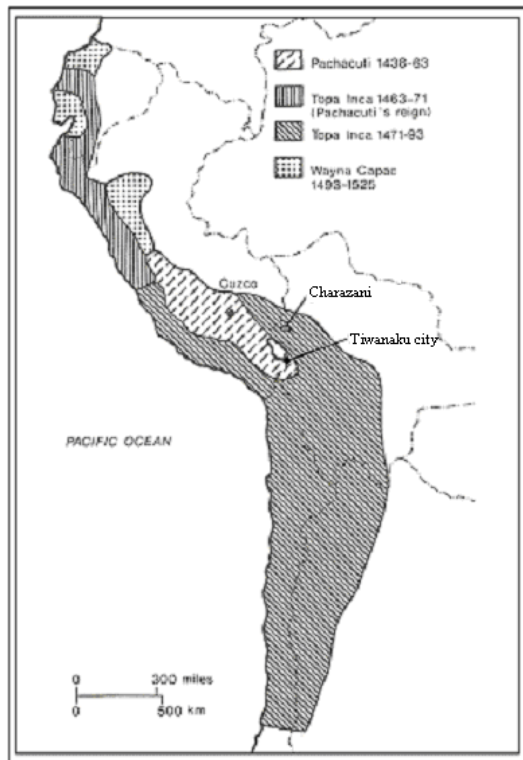 Pachacuti 1438-63
Topa Inca 1463-71
(Pachacuti's reign)
Topa Inca 1471-93
Wayna Capac
1493-1525
Cuzco
Charazani
Tiwanaku city
PACIFIC OCEAN
0 300 miles
0 500 km